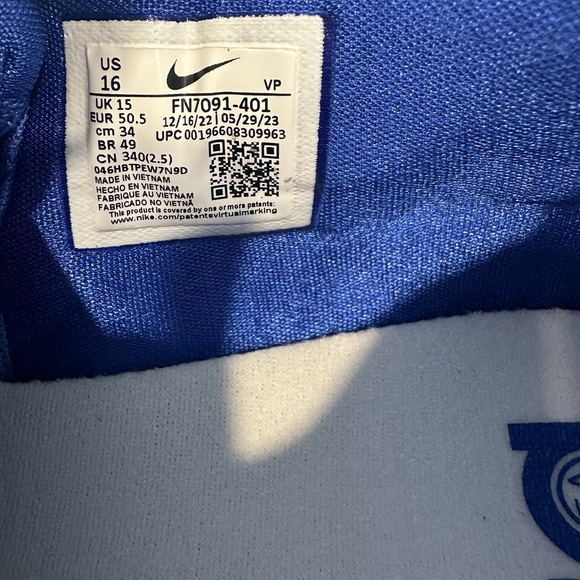 US
16
VP
UK 15
FN7091-401
EUR 50.5
12/16/22 | 05/29/23
cm 34
UPC 00196608309963
BR 49
CN 340(2.5)
046HBTPEW7N9D
MADE IN VIETNAM
HECHO EN VIETNAM
FABRIQUE AU VIETNAM
FABRICADO NO VIETNÃ
This product is covered by one or more patents:
www.nike.com/patentsvirtualmarking